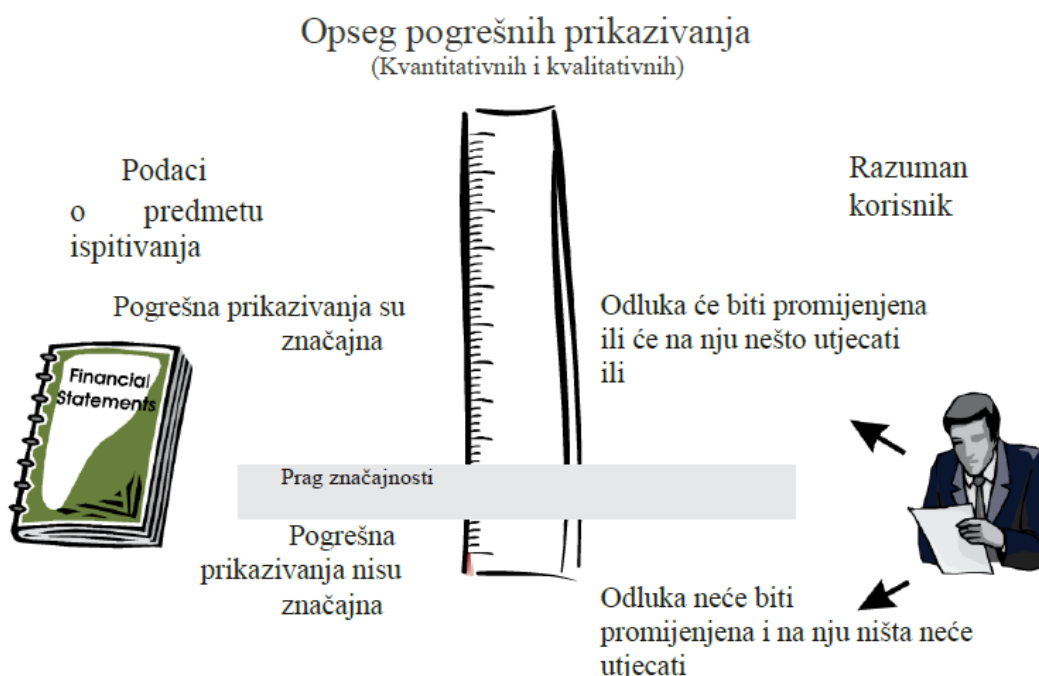 Opseg pogrešnih prikazivanja
(Kvantitativnih i kvalitativnih)
Podaci
o predmetu
ispitivanja
Razuman
korisnik
Pogrešna prikazivanja su
značajna
Odluka će biti promijenjena
ili će na nju nešto utjecati
ili
Financial
Statements
Prag značajnosti
Pogrešna
prikazivanja nisu
značajna
Odluka neće biti
promijenjena i na nju ništa neće
utjecati